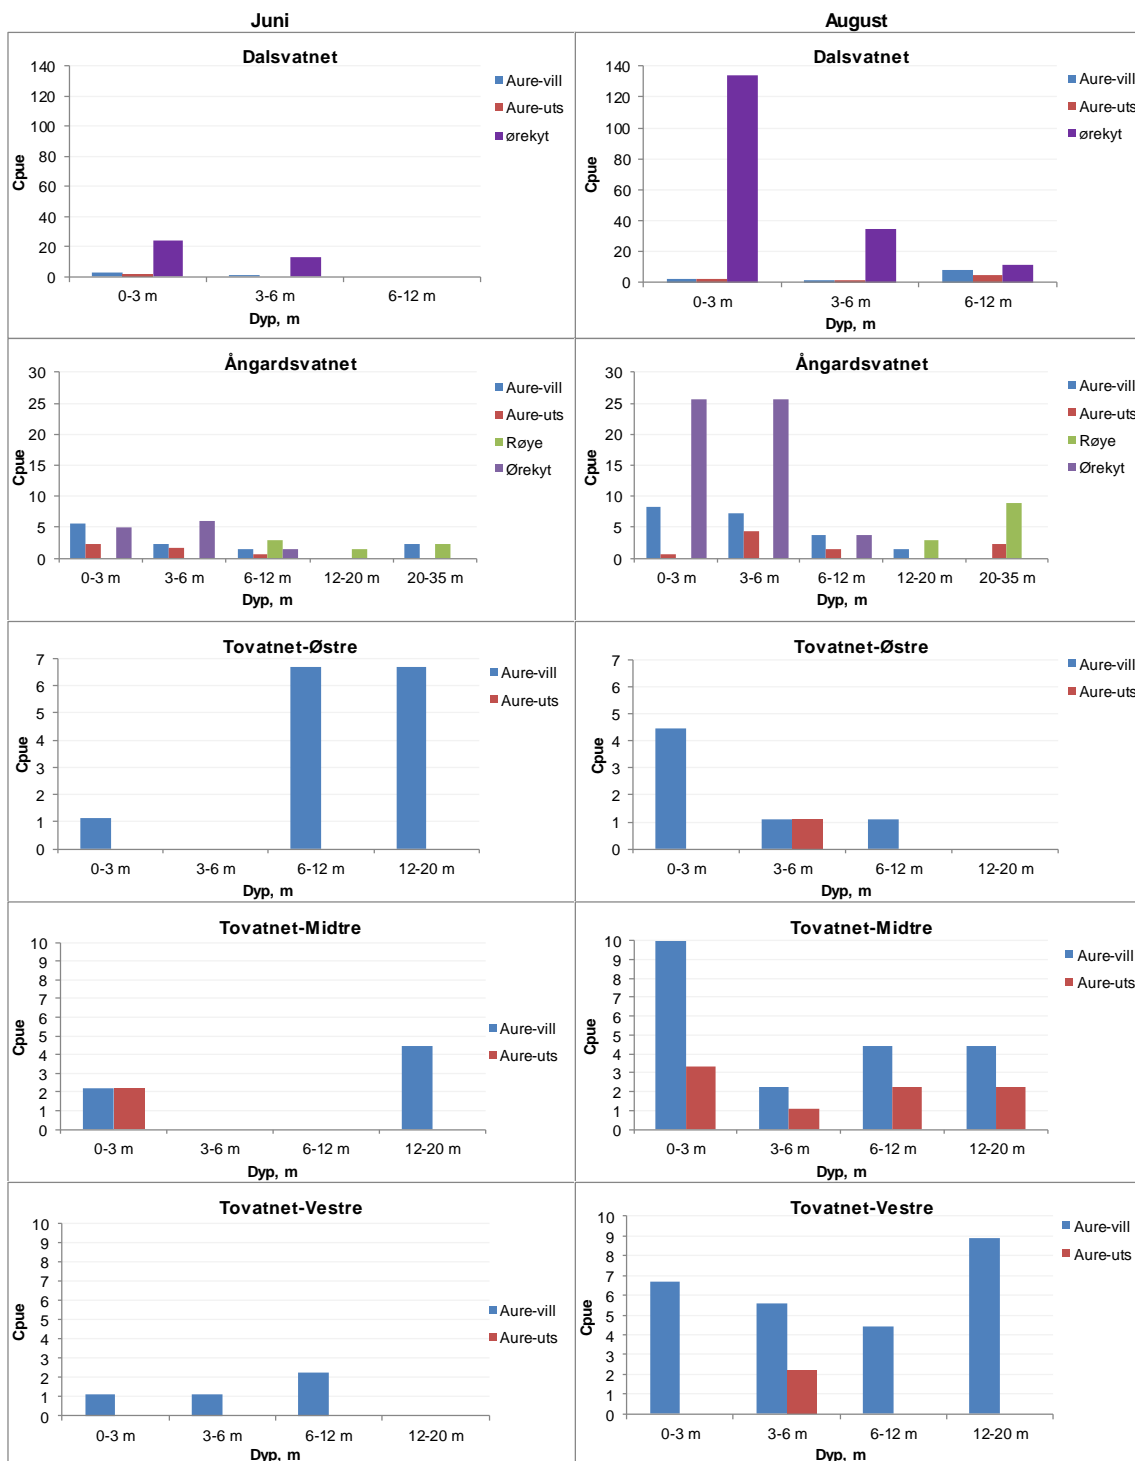 Juni
August
Dalsvatnet
140
120
100
80
60
40
20
0
Cpue
0-3 m
3-6 m
6-12 m
Dyp, m
Aure-vill
Aure-uts
ørekyt
Dalsvatnet
140
120
100
80
60
40
20
0
Cpue
0-3 m
3-6 m
6-12 m
Dyp, m
Aure-vill
Aure-uts
ørekyt
Ångardsvatnet
30
25
20
15
10
5
0
Cpue
0-3 m
3-6 m
6-12 m
12-20 m
20-35 m
Dyp, m
Aure-vill
Aure-uts
Røye
Ørekyt
Ångardsvatnet
30
25
20
15
10
5
0
Cpue
0-3 m
3-6 m
6-12 m
12-20 m
20-35 m
Dyp, m
Aure-vill
Aure-uts
Røye
Ørekyt
Tovatnet-Østre
7
6
5
4
3
2
1
0
Cpue
0-3 m
3-6 m
6-12 m
12-20 m
Dyp, m
Aure-vill
Aure-uts
Tovatnet-Østre
7
6
5
4
3
2
1
0
Cpue
0-3 m
3-6 m
6-12 m
12-20 m
Dyp, m
Aure-vill
Aure-uts
Tovatnet-Midtre
10
9
8
7
6
5
4
3
2
1
0
Cpue
0-3 m
3-6 m
6-12 m
12-20 m
Dyp, m
Aure-vill
Aure-uts
Tovatnet-Midtre
10
9
8
7
6
5
4
3
2
1
0
Cpue
0-3 m
3-6 m
6-12 m
12-20 m
Dyp, m
Aure-vill
Aure-uts
Tovatnet-Vestre
10
9
8
7
6
5
4
3
2
1
0
Cpue
0-3 m
3-6 m
6-12 m
12-20 m
Dyp, m
Aure-vill
Aure-uts
Tovatnet-Vestre
10
9
8
7
6
5
4
3
2
1
0
Cpue
0-3 m
3-6 m
6-12 m
12-20 m
Dyp, m
Aure-vill
Aure-uts